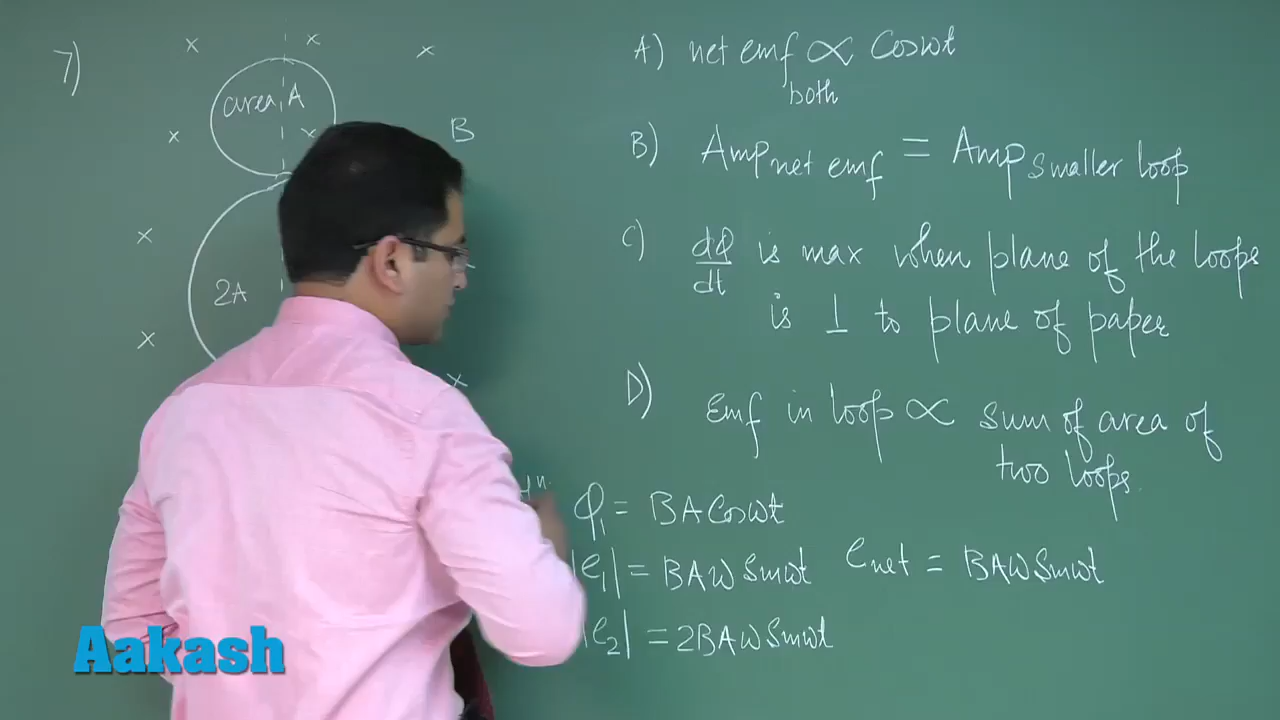 7)
area A
B
2A
A) net emf ∝ Cosωt
both
B) Amp net emf = Amp smaller loop
C) dφ/dt is max when plane of the loops
is ⊥ to plane of paper
D) Emf in loop ∝ sum of area of
two loops.
φ₁ = BA Cosωt
|e₁| = BAω Sinωt   enet = BAω Sinωt
|e₂| = 2BAω Sinωt
Aakash